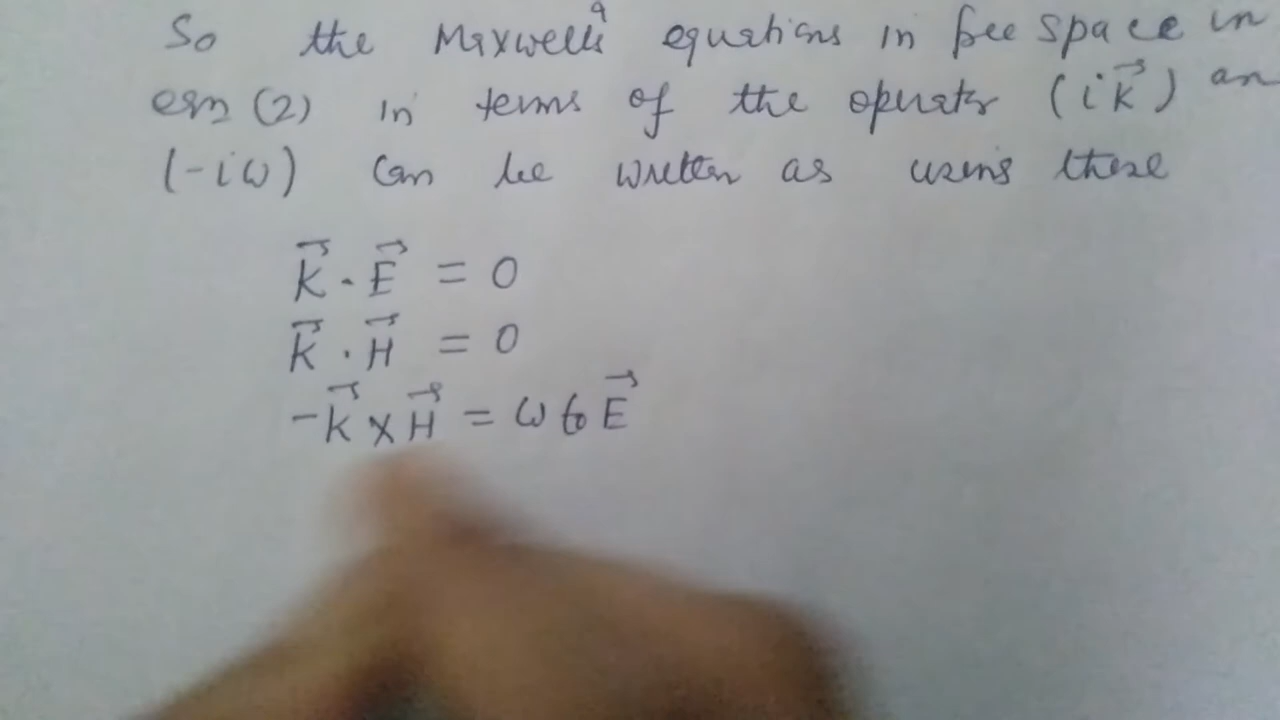 So the Maxwell's equations in free space in
eqn (2) in terms of the operator (i k⃗) an
(-iω) can be written as using these
K⃗ · E⃗ = 0
K⃗ · H⃗ = 0
-K⃗ × H⃗ = ω ϵ₀ E⃗